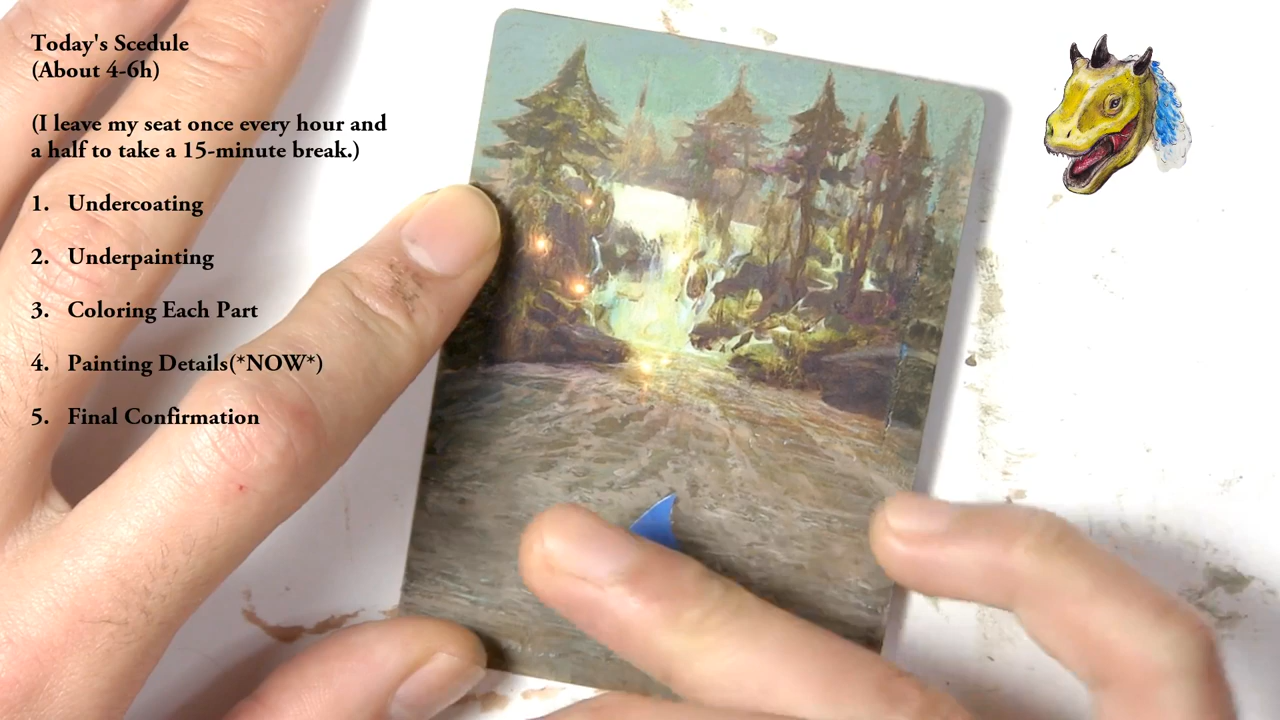 Today's Scedule
(About 4-6h)
(I leave my seat once every hour and
a half to take a 15-minute break.)
1. Undercoating
2. Underpainting
3. Coloring Each Part
4. Painting Details(*NOW*)
5. Final Confirmation